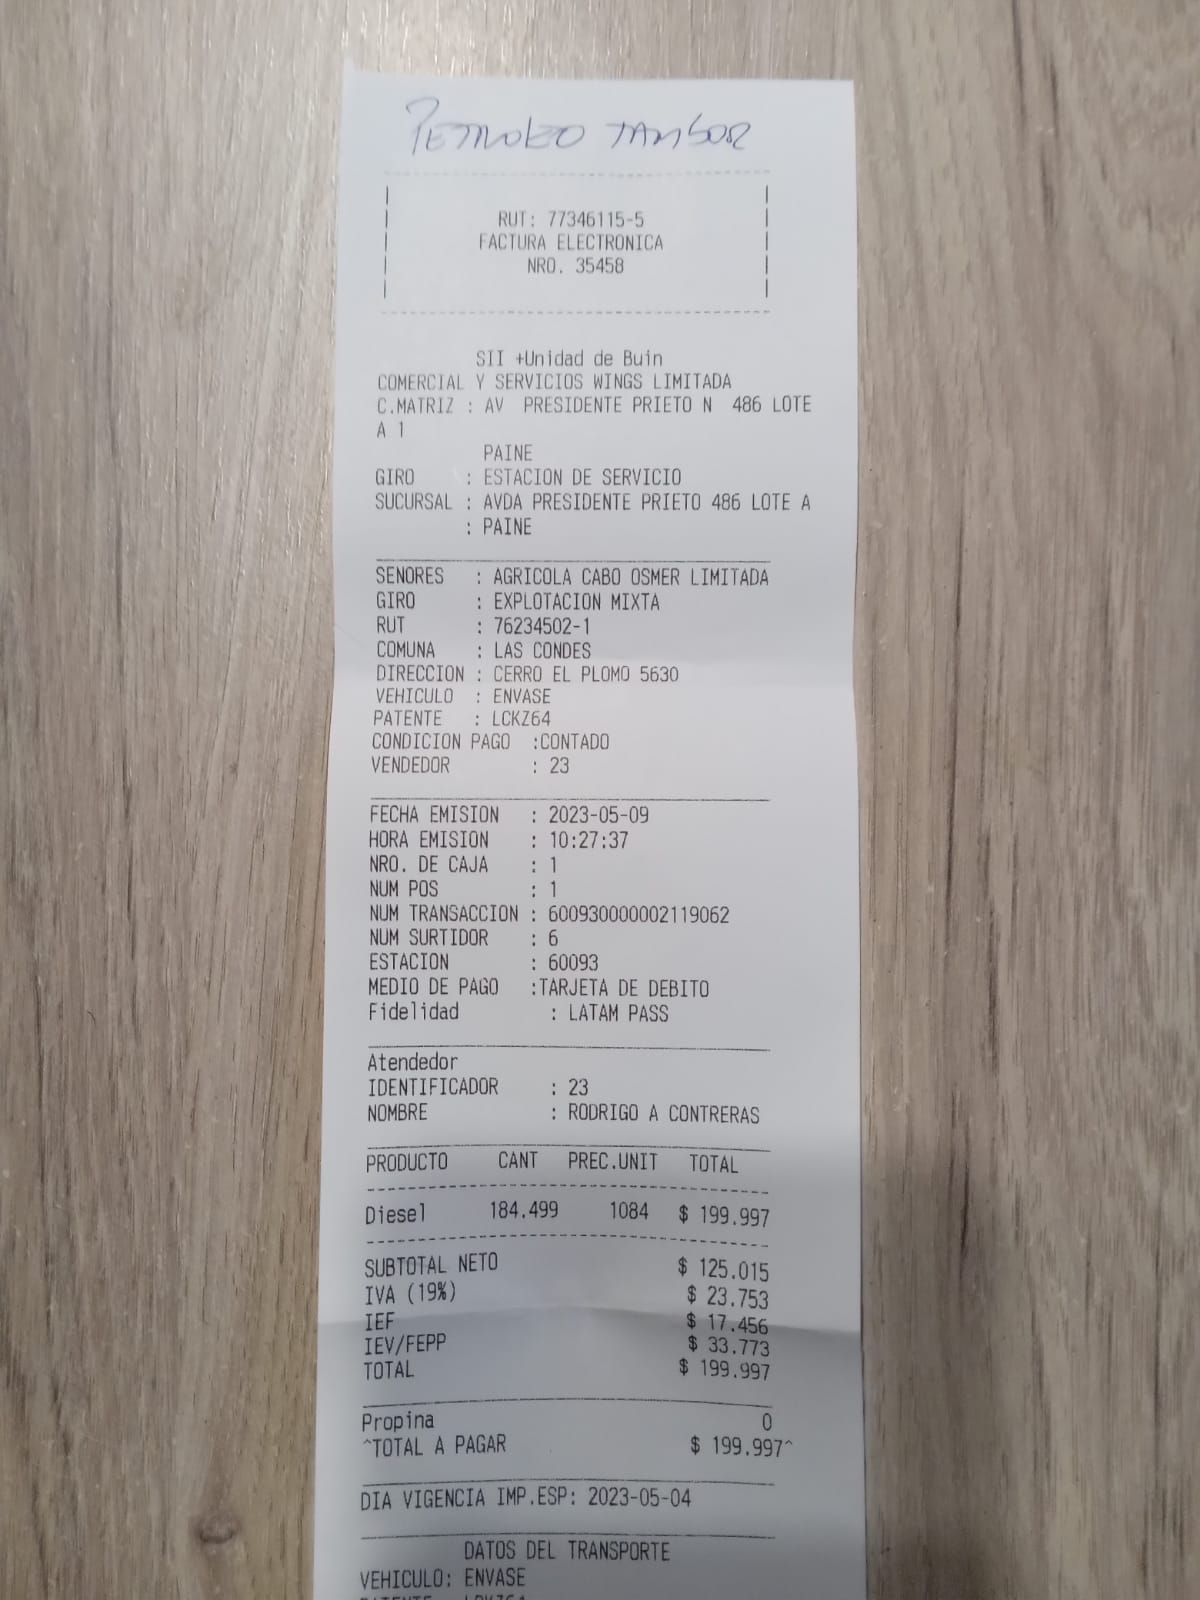 PETROLEO TAMBOR
RUT: 77346115-5
FACTURA ELECTRONICA
NRO. 35458
SII +Unidad de Buin
COMERCIAL Y SERVICIOS WINGS LIMITADA
C.MATRIZ : AV PRESIDENTE PRIETO N 486 LOTE
A 1
PAINE
GIRO : ESTACION DE SERVICIO
SUCURSAL : AVDA PRESIDENTE PRIETO 486 LOTE A
: PAINE
SENORES : AGRICOLA CABO OSMER LIMITADA
GIRO : EXPLOTACION MIXTA
RUT : 76234502-1
COMUNA : LAS CONDES
DIRECCION : CERRO EL PLOMO 5630
VEHICULO : ENVASE
PATENTE : LCKZ64
CONDICION PAGO :CONTADO
VENDEDOR : 23
FECHA EMISION : 2023-05-09
HORA EMISION : 10:27:37
NRO. DE CAJA : 1
NUM POS : 1
NUM TRANSACCION : 600930000002119062
NUM SURTIDOR : 6
ESTACION : 60093
MEDIO DE PAGO :TARJETA DE DEBITO
Fidelidad : LATAM PASS
Atendedor
IDENTIFICADOR : 23
NOMBRE : RODRIGO A CONTRERAS
PRODUCTO CANT PREC.UNIT TOTAL
Diesel 184.499 1084 $ 199.997
SUBTOTAL NETO $ 125.015
IVA (19%) $ 23.753
IEF $ 17.456
IEV/FEPP $ 33.773
TOTAL $ 199.997
Propina 0
^TOTAL A PAGAR $ 199.997^
DIA VIGENCIA IMP.ESP: 2023-05-04
DATOS DEL TRANSPORTE
VEHICULO: ENVASE
PATENTE: LCKZ64